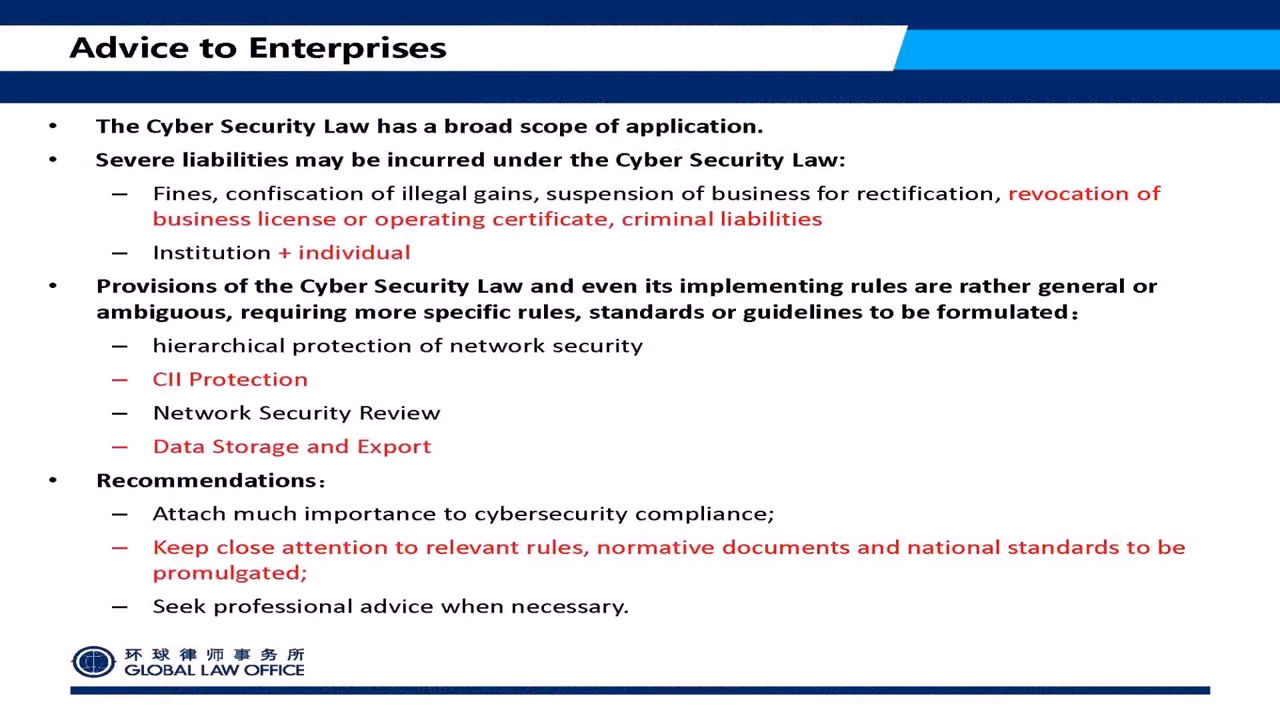 Advice to Enterprises
• The Cyber Security Law has a broad scope of application.
• Severe liabilities may be incurred under the Cyber Security Law:
– Fines, confiscation of illegal gains, suspension of business for rectification, revocation of
business license or operating certificate, criminal liabilities
– Institution + individual
• Provisions of the Cyber Security Law and even its implementing rules are rather general or
ambiguous, requiring more specific rules, standards or guidelines to be formulated：
– hierarchical protection of network security
– CII Protection
– Network Security Review
– Data Storage and Export
• Recommendations：
– Attach much importance to cybersecurity compliance;
– Keep close attention to relevant rules, normative documents and national standards to be
promulgated;
– Seek professional advice when necessary.
环球律师事务所
GLOBAL LAW OFFICE